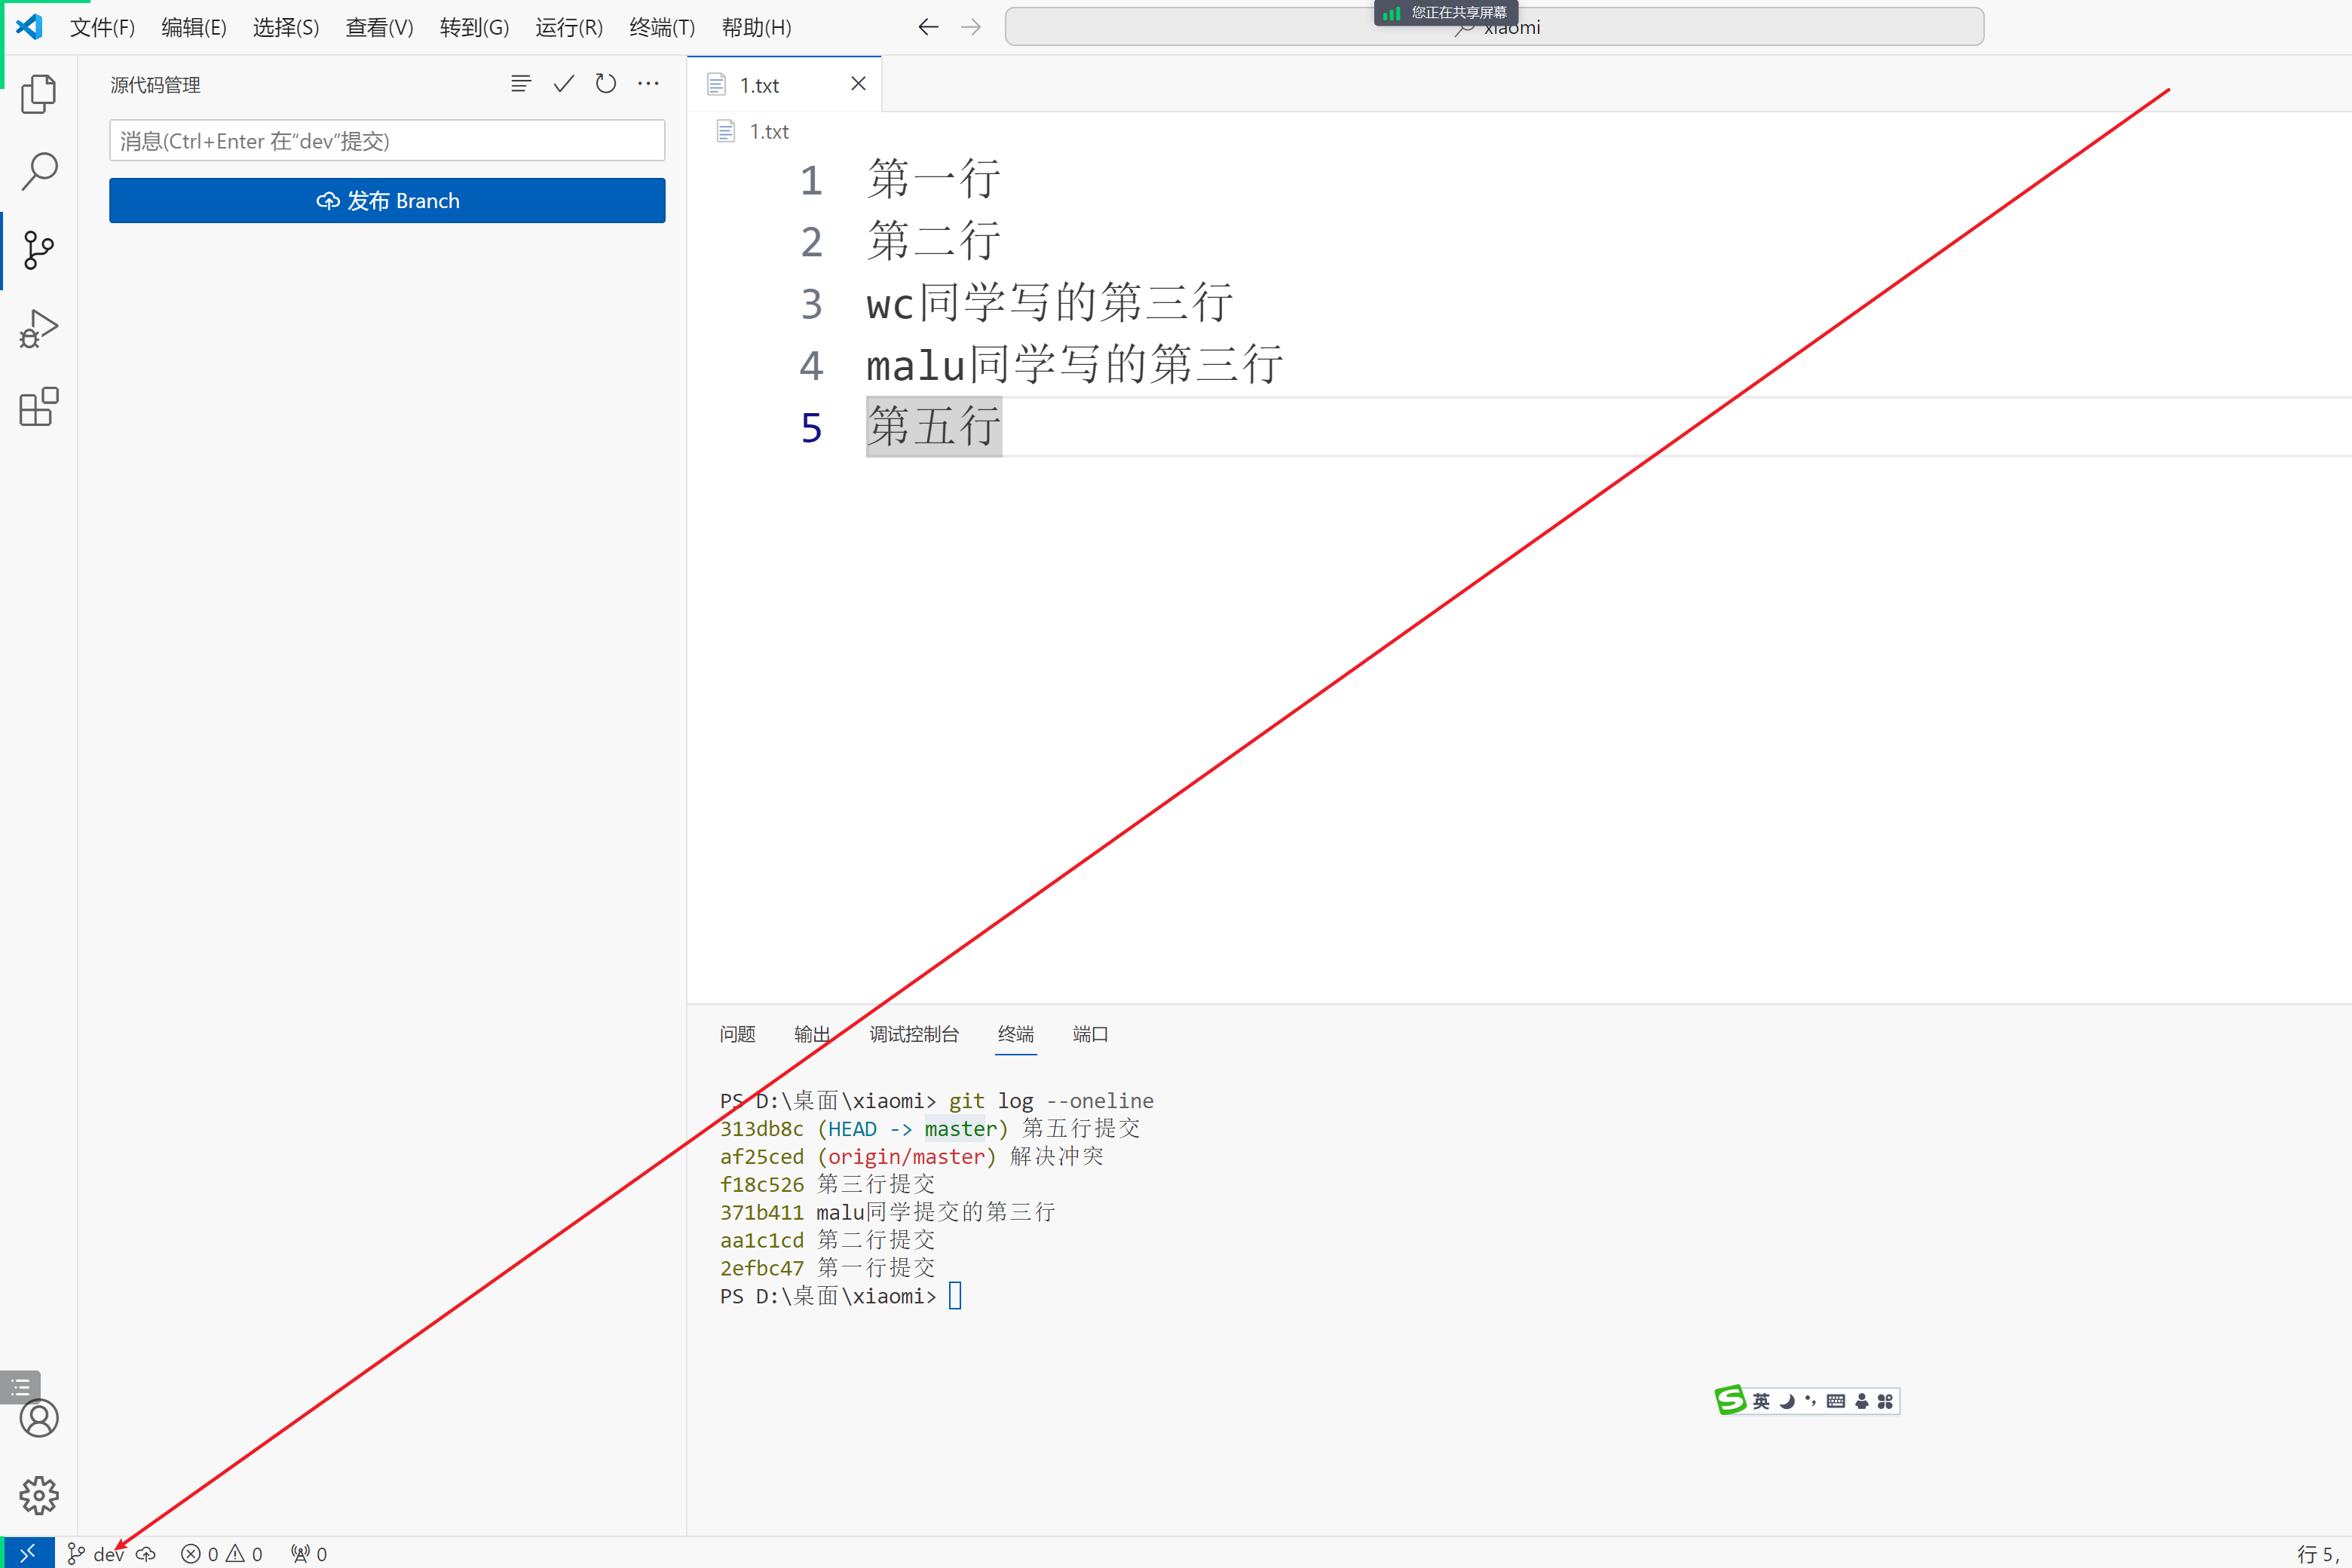 文件(F) 编辑(E) 选择(S) 查看(V) 转到(G) 运行(R) 终端(T) 帮助(H)
您正在共享屏幕
xiaomi
源代码管理
消息(Ctrl+Enter 在“dev”提交)
发布 Branch
1.txt
1.txt
1 第一行
2 第二行
3 wc同学写的第三行
4 malu同学写的第三行
5 第五行
问题 输出 调试控制台 终端 端口
PS D:\桌面\xiaomi> git log --oneline
313db8c (HEAD -> master) 第五行提交
af25ced (origin/master) 解决冲突
f18c526 第三行提交
371b411 malu同学提交的第三行
aa1c1cd 第二行提交
2efbc47 第一行提交
PS D:\桌面\xiaomi>
英
dev 0 0 0
行 5,